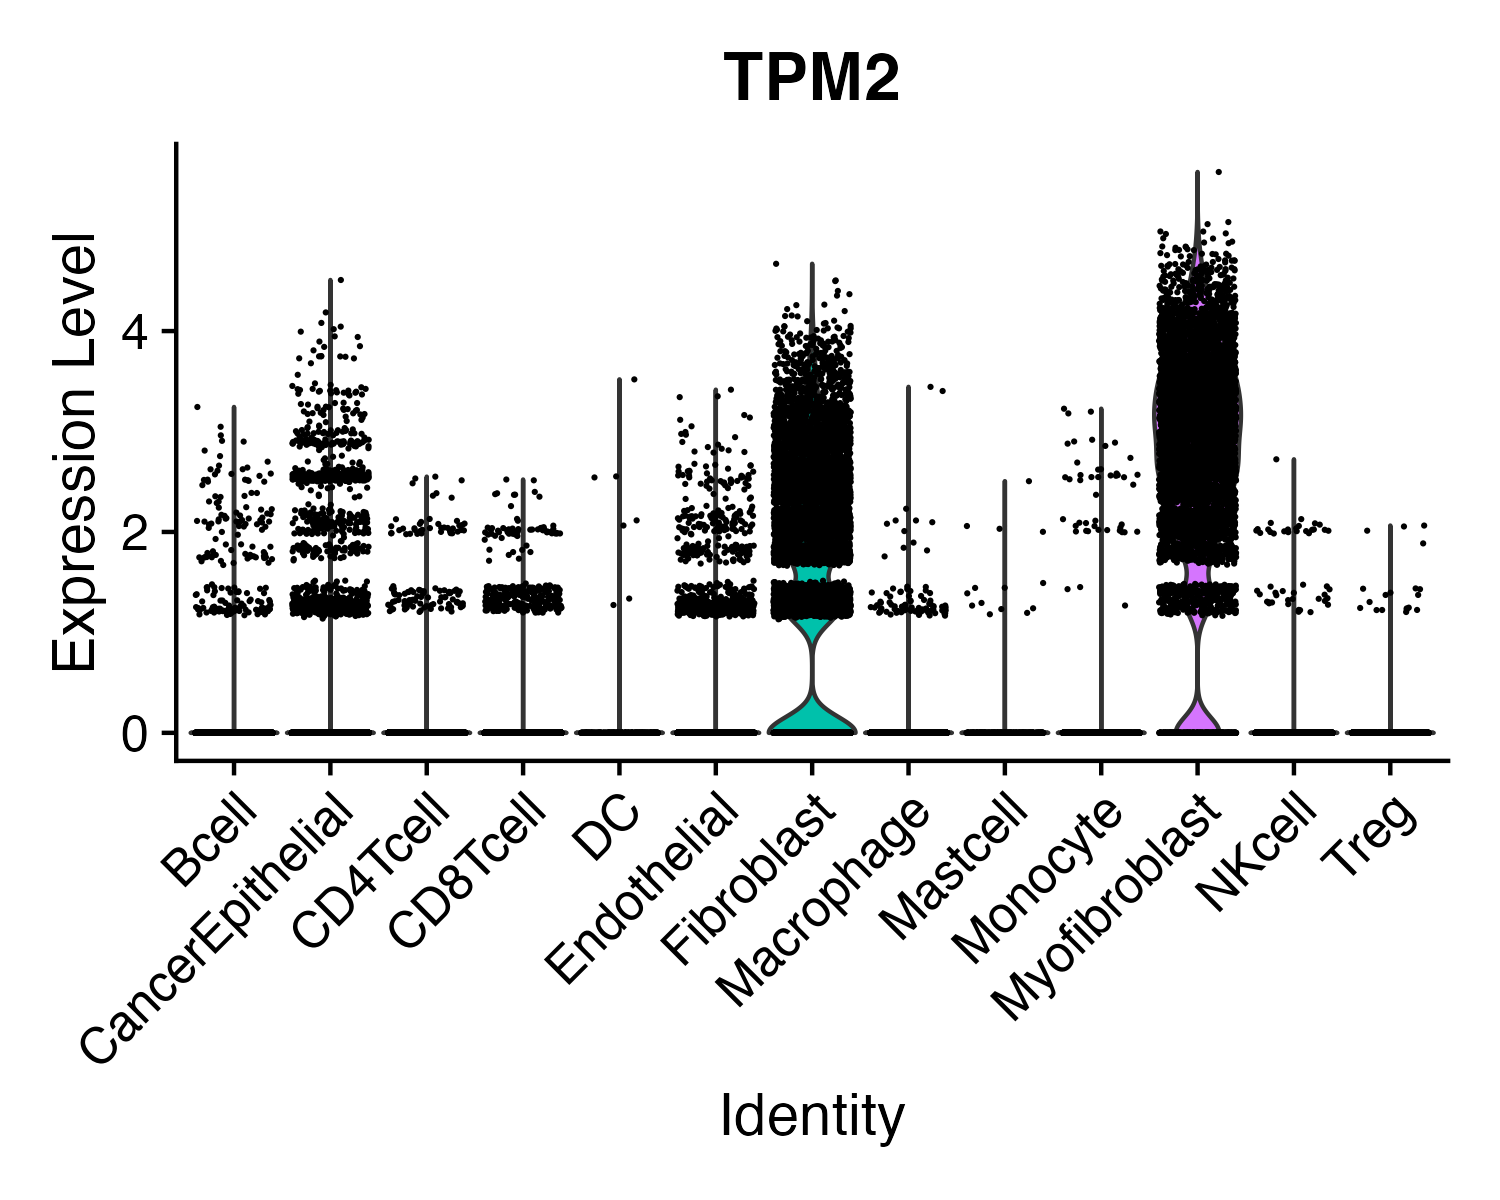 TPM2
Expression Level
4
2
0
Bcell
CancerEpithelial
CD4Tcell
CD8Tcell
DC
Endothelial
Fibroblast
Macrophage
Mastcell
Monocyte
Myofibroblast
NKcell
Treg
Identity